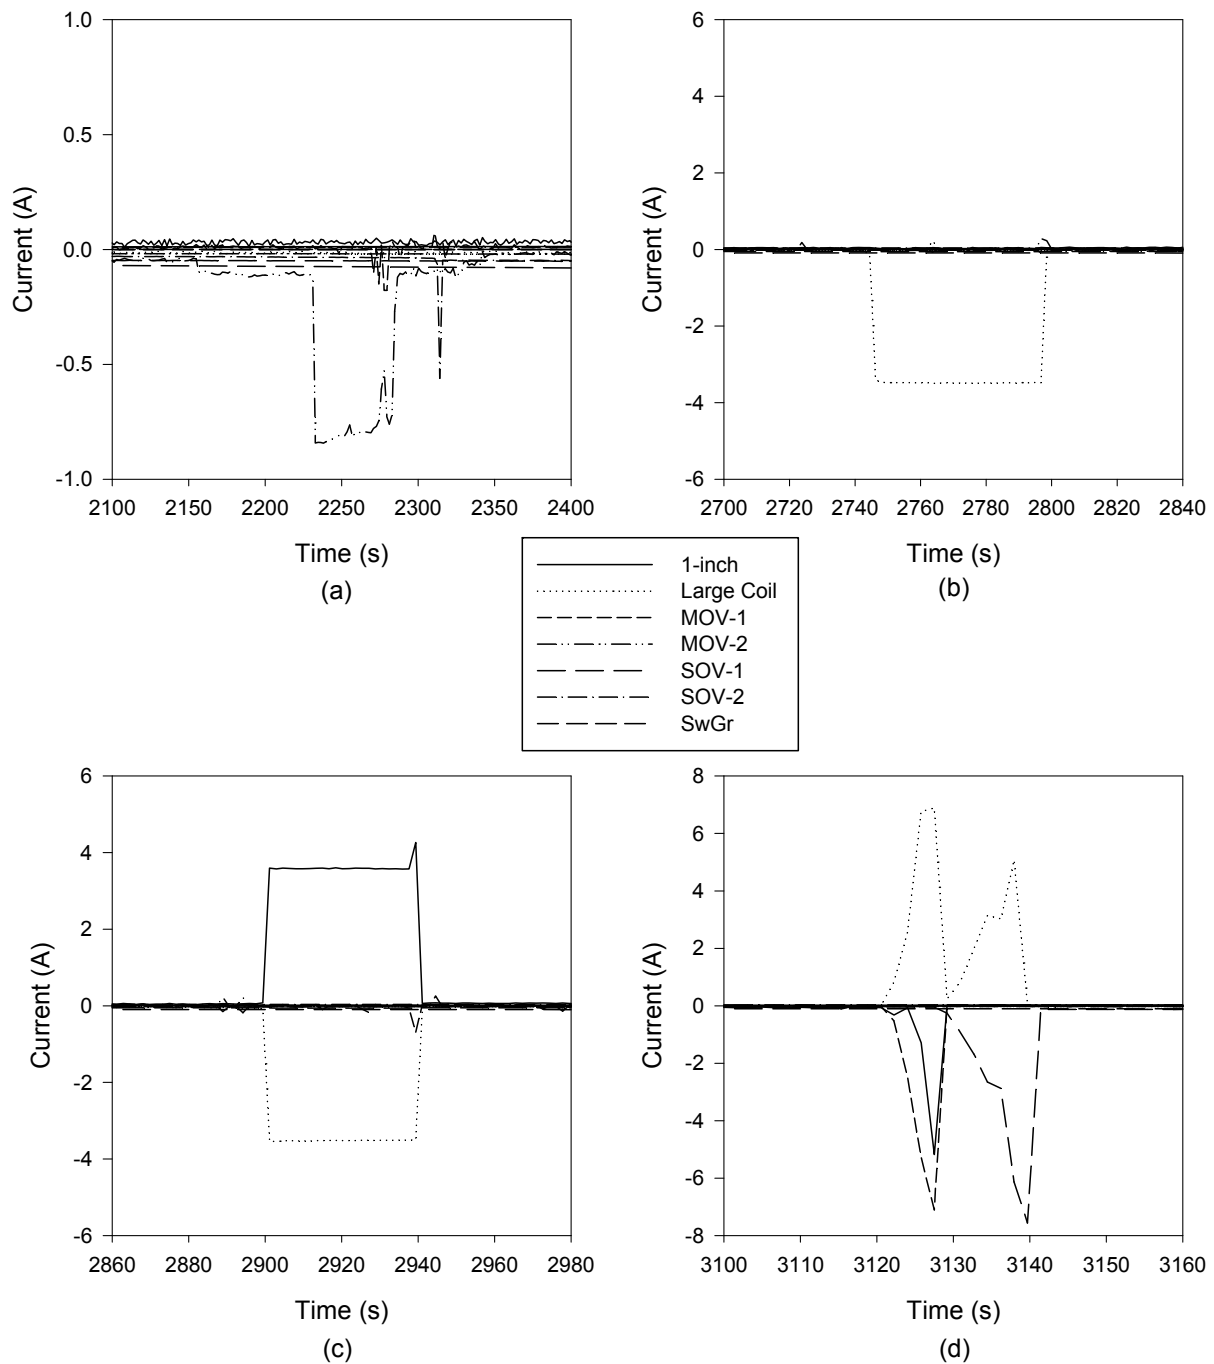 1.0
0.5
0.0
-0.5
-1.0
Current (A)
2100 2150 2200 2250 2300 2350 2400
Time (s)
(a)
6
4
2
0
-2
-4
-6
Current (A)
2700 2720 2740 2760 2780 2800 2820 2840
Time (s)
(b)
1-inch
Large Coil
MOV-1
MOV-2
SOV-1
SOV-2
SwGr
6
4
2
0
-2
-4
-6
Current (A)
2860 2880 2900 2920 2940 2960 2980
Time (s)
(c)
8
6
4
2
0
-2
-4
-6
-8
Current (A)
3100 3110 3120 3130 3140 3150 3160
Time (s)
(d)